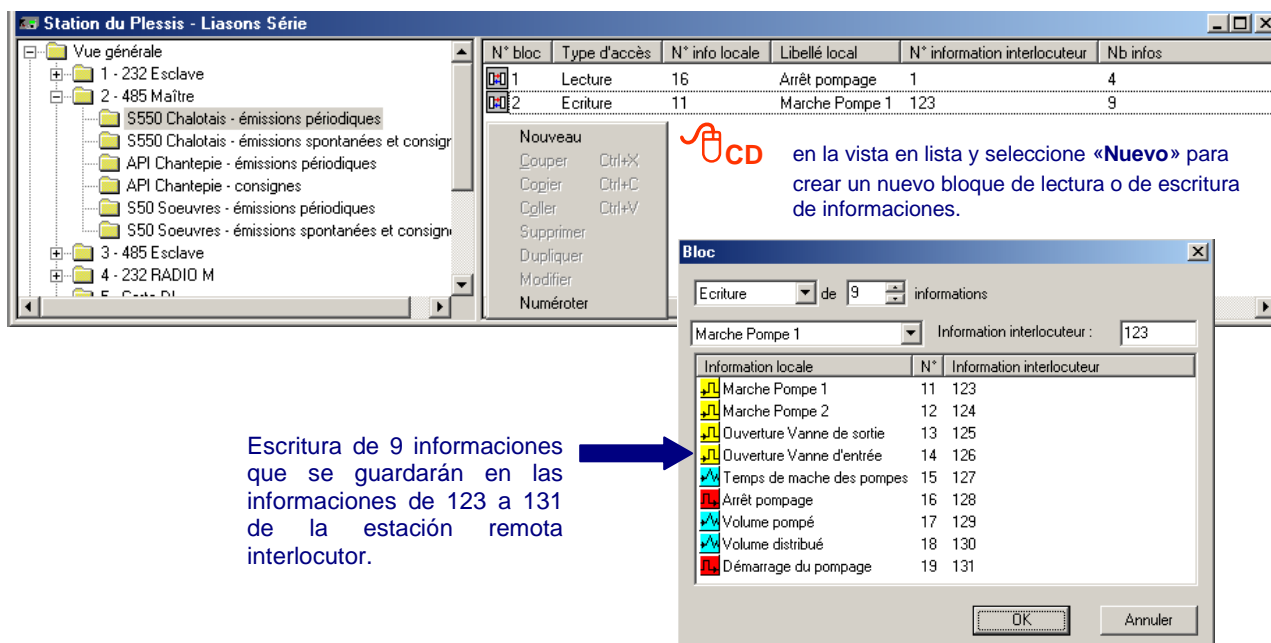 Station du Plessis - Liasons Série
Vue générale
1 - 232 Esclave
2 - 485 Maître
S550 Chalotais - émissions périodiques
S550 Chalotais - émissions spontanées et consigr
API Chantepie - émissions périodiques
API Chantepie - consignes
S50 Soeuvres - émissions périodiques
S50 Soeuvres - émissions spontanées et consign
3 - 485 Esclave
4 - 232 RADIO M
N° bloc Type d'accès N° info locale Libellé local N° information interlocuteur Nb infos
1 Lecture 16 Arrêt pompage 1 4
2 Ecriture 11 Marche Pompe 1 123 9
Nouveau
Couper Ctrl+X
Copier Ctrl+C
Coller Ctrl+V
Supprimer
Dupliquer
Modifier
Numéroter
CD en la vista en lista y seleccione «Nuevo» para
crear un nuevo bloque de lectura o de escritura
de informaciones.
Bloc
Ecriture de 9 informations
Marche Pompe 1 Information interlocuteur : 123
Information locale N° Information interlocuteur
Marche Pompe 1 11 123
Marche Pompe 2 12 124
Ouverture Vanne de sortie 13 125
Ouverture Vanne d'entrée 14 126
Temps de mache des pompes 15 127
Arrêt pompage 16 128
Volume pompé 17 129
Volume distribué 18 130
Démarrage du pompage 19 131
OK Annuler
Escritura de 9 informaciones
que se guardarán en las
informaciones de 123 a 131
de la estación remota
interlocutor.